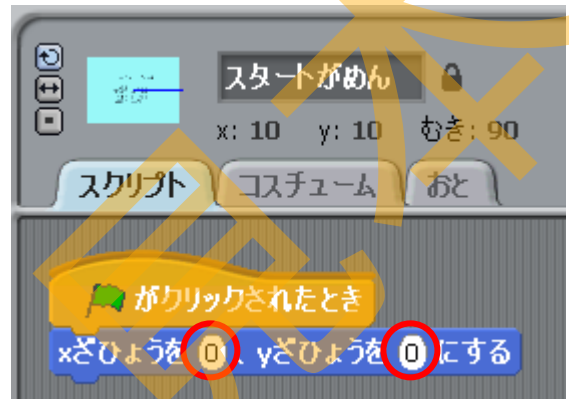 スタートがめん
x: 10 y: 10 むき: 90
スクリプト コスチューム おと
がクリックされたとき
xざひょうを 0、yざひょうを 0 にする